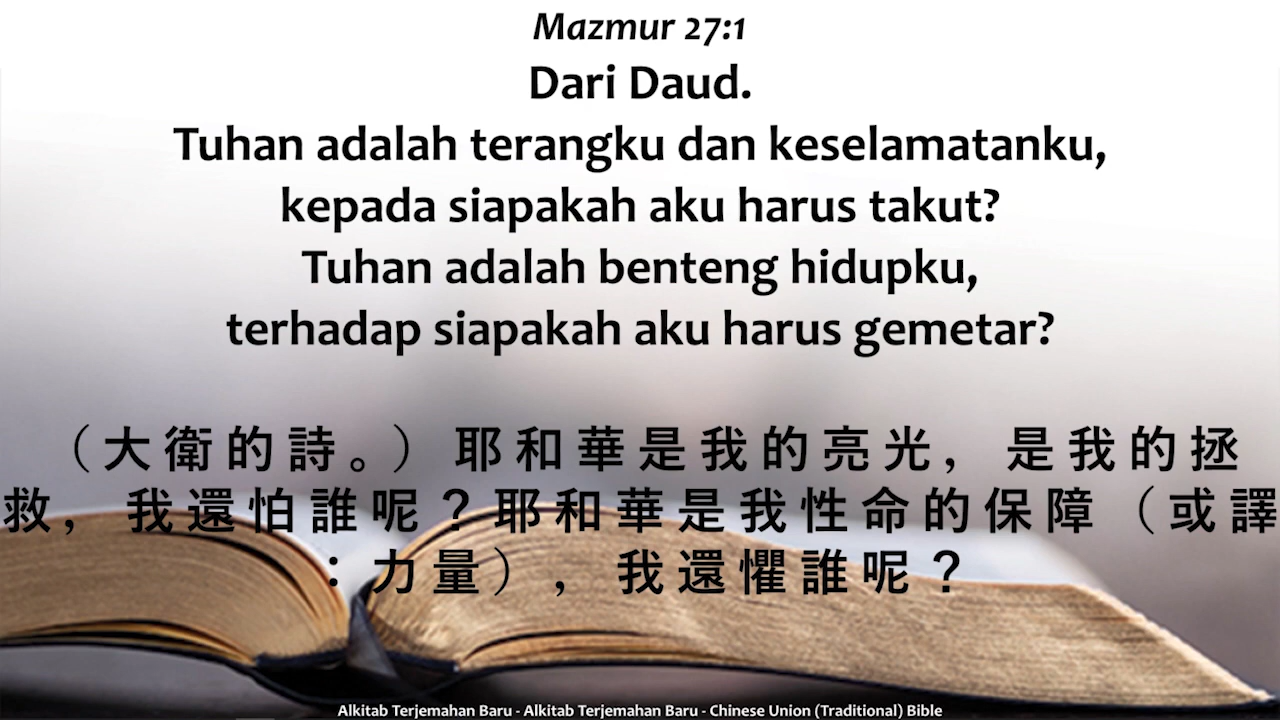 Mazmur 27:1
Dari Daud.
Tuhan adalah terangku dan keselamatanku,
kepada siapakah aku harus takut?
Tuhan adalah benteng hidupku,
terhadap siapakah aku harus gemetar?
（大衛的詩。）耶和華是我的亮光，是我的拯
救，我還怕誰呢？耶和華是我性命的保障（或譯
：力量），我還懼誰呢？
Alkitab Terjemahan Baru - Alkitab Terjemahan Baru - Chinese Union (Traditional) Bible